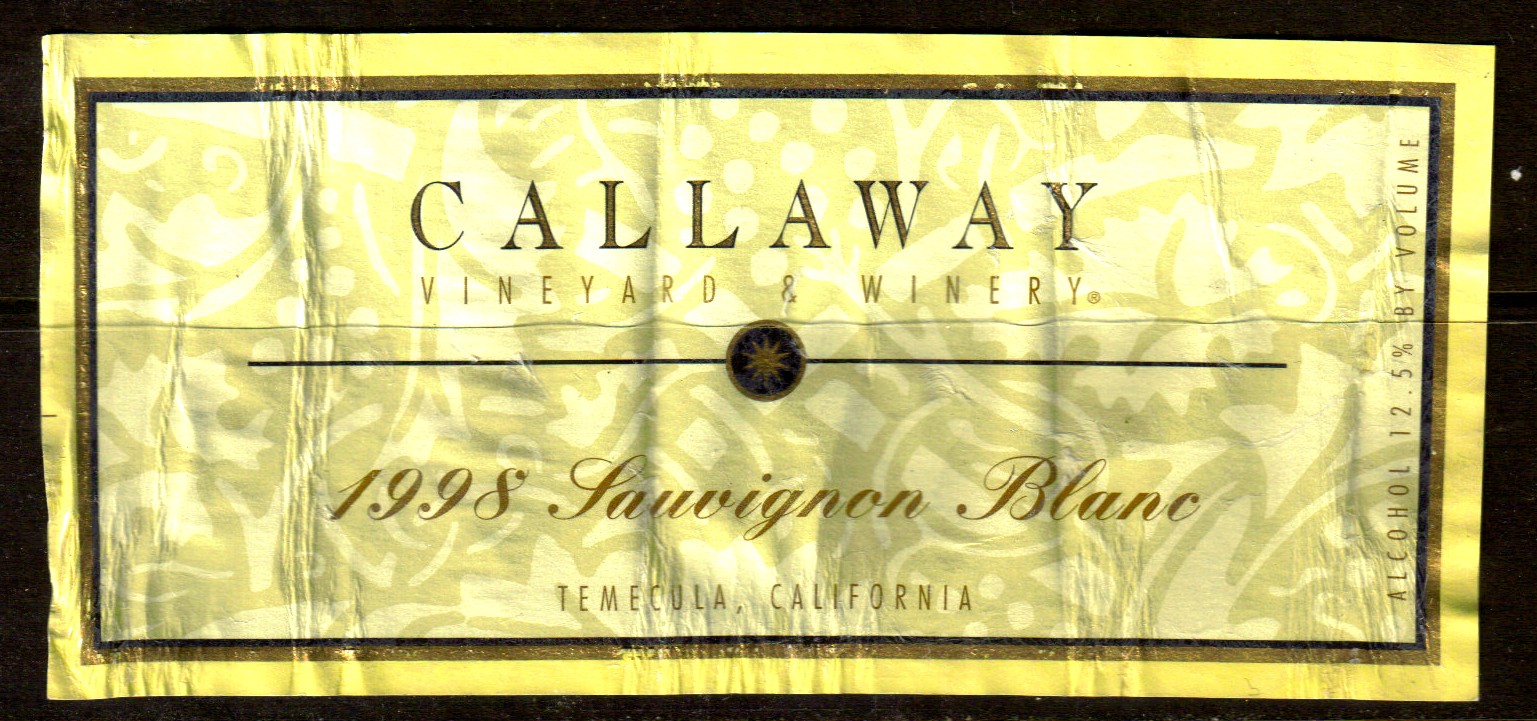 CALLAWAY
VINEYARD & WINERY®
1998 Sauvignon Blanc
TEMECULA, CALIFORNIA
ALCOHOL 12.5% BY VOLUME